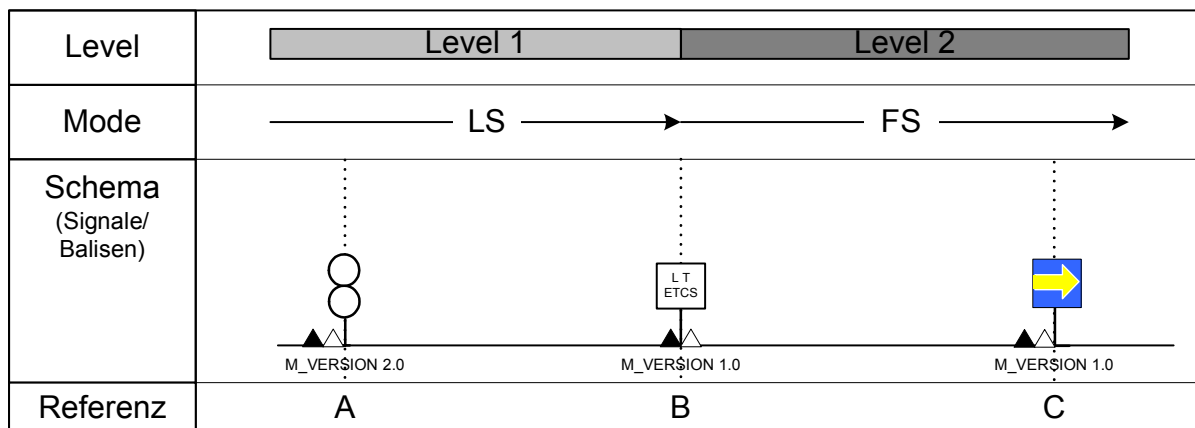 Level
Level 1
Level 2
Mode
LS
FS
Schema
(Signale/
Balisen)
L T
ETCS
M_VERSION 2.0
M_VERSION 1.0
M_VERSION 1.0
Referenz
A
B
C